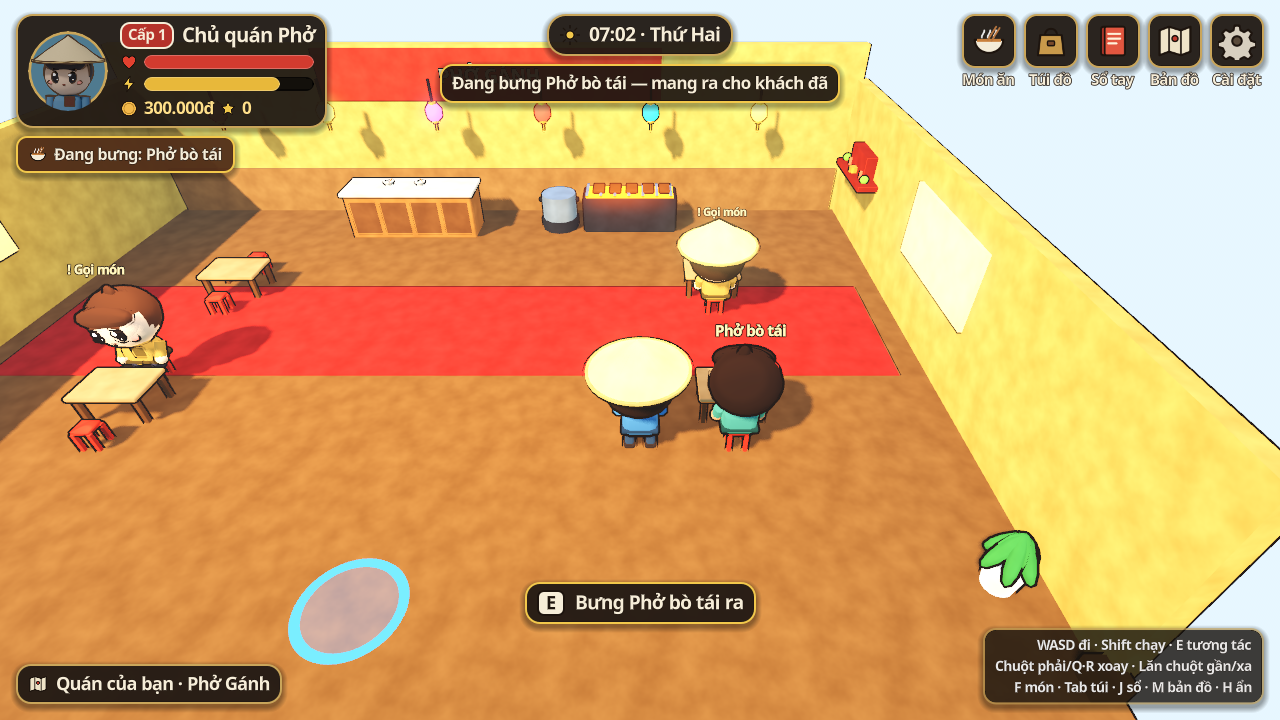 Cấp 1 Chủ quán Phở
300.000đ 0
Đang bưng: Phở bò tái
07:02 · Thứ Hai
Đang bưng Phở bò tái — mang ra cho khách đã
Món ăn
Túi đồ
Sổ tay
Bản đồ
Cài đặt
! Gọi món
! Gọi món
Phở bò tái
E Bưng Phở bò tái ra
Quán của bạn · Phở Gánh
WASD đi · Shift chạy · E tương tác
Chuột phải/Q·R xoay · Lăn chuột gần/xa
F món · Tab túi · J sổ · M bản đồ · H ẩn